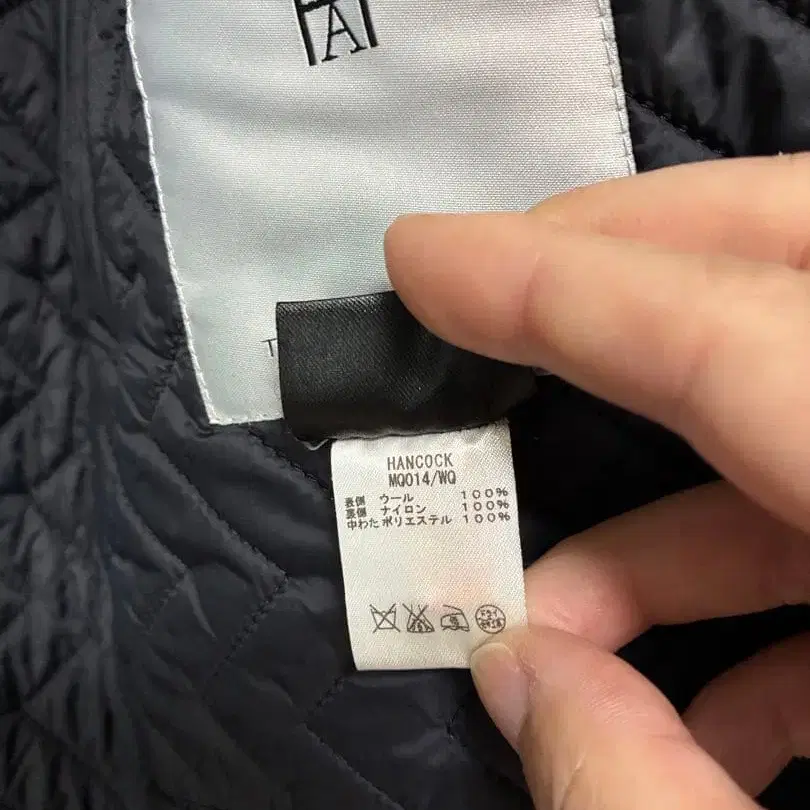 HA
T
HANCOCK
MQ014/WQ
表側 ウール 100%
裏側 ナイロン 100%
中わた ポリエステル 100%